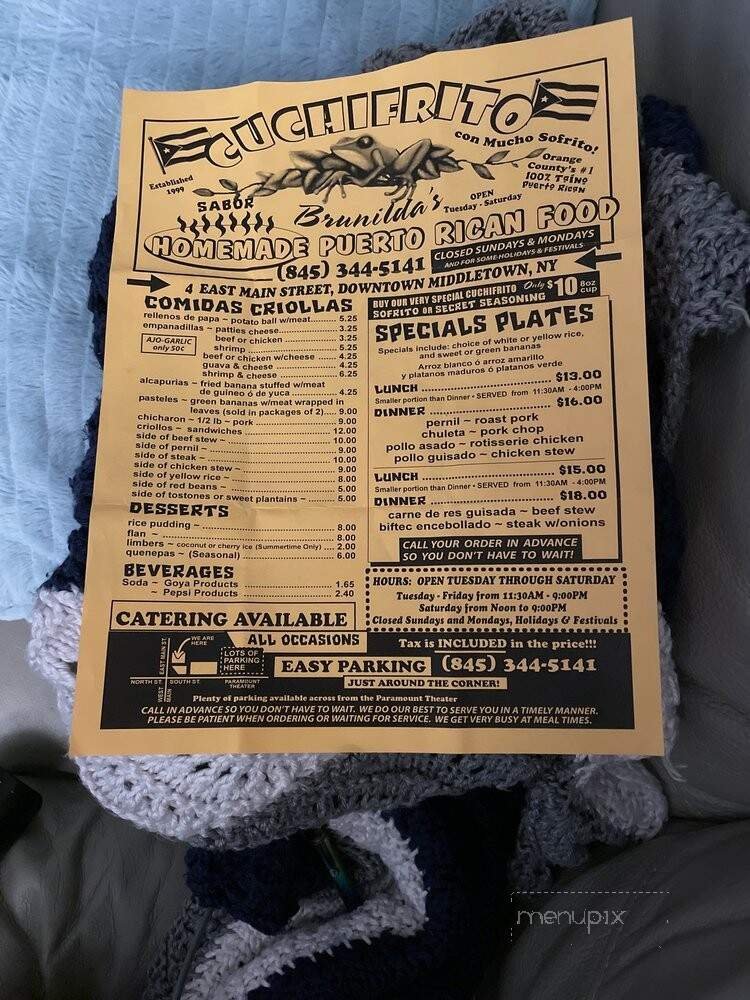 CUCHIFRITO
con Mucho Sofrito!
Established
1999
Orange
County's #1
100% Taino
Puerto Rican
SABOR
Brunilda's
OPEN
Tuesday - Saturday
HOMEMADE PUERTO RICAN FOOD
(845) 344-5141
CLOSED SUNDAYS & MONDAYS
AND FOR SOME HOLIDAYS & FESTIVALS
4 EAST MAIN STREET, DOWNTOWN MIDDLETOWN, NY
COMIDAS CRIOLLAS
rellenos de papa ~ potato ball w/meat 5.25
empanadillas ~ patties cheese 3.25
beef or chicken 3.25
AJO-GARLIC
only 50¢
shrimp 5.25
beef or chicken w/cheese 4.25
guava & cheese 4.25
shrimp & cheese 6.25
alcapurias ~ fried banana stuffed w/meat
de guineo ó de yuca 4.25
pasteles ~ green bananas w/meat wrapped in
leaves (sold in packages of 2) 9.00
chicharon ~ 1/2 lb ~ pork 9.00
criollos ~ sandwiches 12.00
side of beef stew ~ 10.00
side of pernil ~ 9.00
side of steak ~ 10.00
side of chicken stew ~ 9.00
side of yellow rice ~ 8.00
side of red beans ~ 5.00
side of tostones or sweet plantains ~ 5.00
DESSERTS
rice pudding ~ 8.00
flan ~ 8.00
limbers ~ coconut or cherry ice (Summertime Only) 2.00
quenepas ~ (Seasonal) 6.00
BEVERAGES
Soda ~ Goya Products 1.65
~ Pepsi Products 2.40
BUY OUR VERY SPECIAL CUCHIFRITO
SOFRITO or SECRET SEASONING
Only $10 8oz
cup
SPECIALS PLATES
Specials include: choice of white or yellow rice,
and sweet or green bananas
Arroz blanco ó arroz amarillo
y platanos maduros ó platanos verde
LUNCH $13.00
Smaller portion than Dinner • SERVED from 11:30AM - 4:00PM
DINNER $16.00
pernil ~ roast pork
chuleta ~ pork chop
pollo asado ~ rotisserie chicken
pollo guisado ~ chicken stew
LUNCH $15.00
Smaller portion than Dinner • SERVED from 11:30AM - 4:00PM
DINNER $18.00
carne de res guisada ~ beef stew
biftec encebollado ~ steak w/onions
CALL YOUR ORDER IN ADVANCE
SO YOU DON'T HAVE TO WAIT!
HOURS: OPEN TUESDAY THROUGH SATURDAY
Tuesday - Friday from 11:30AM - 9:00PM
Saturday from Noon to 9:00PM
Closed Sundays and Mondays, Holidays & Festivals
CATERING AVAILABLE
ALL OCCASIONS
Tax is INCLUDED in the price!!!
EAST MAIN ST.
WE ARE
HERE
LOTS OF
PARKING
HERE
NORTH ST.
SOUTH ST.
WEST
MAIN
PARAMOUNT
THEATER
EASY PARKING
(845) 344-5141
JUST AROUND THE CORNER!
Plenty of parking available across from the Paramount Theater
CALL IN ADVANCE SO YOU DON'T HAVE TO WAIT. WE DO OUR BEST TO SERVE YOU IN A TIMELY MANNER.
PLEASE BE PATIENT WHEN ORDERING OR WAITING FOR SERVICE. WE GET VERY BUSY AT MEAL TIMES.
menupix